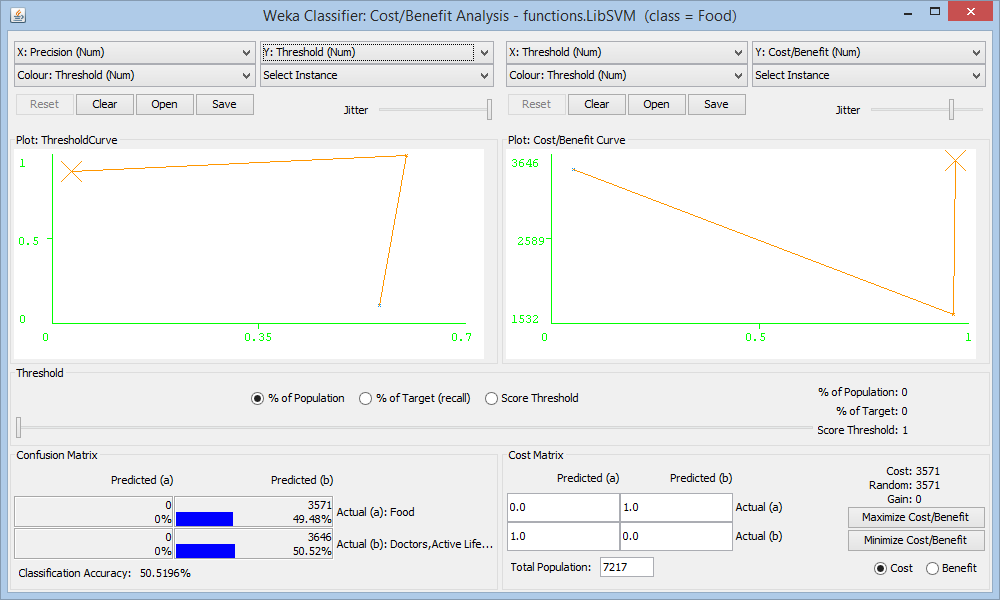 Weka Classifier: Cost/Benefit Analysis - functions.LibSVM (class = Food)
X: Precision (Num) Y: Threshold (Num) X: Threshold (Num) Y: Cost/Benefit (Num)
Colour: Threshold (Num) Select Instance Colour: Threshold (Num) Select Instance
Reset Clear Open Save Jitter Reset Clear Open Save Jitter
Plot: ThresholdCurve Plot: Cost/Benefit Curve
1 3646
0.5 2589
0 1532
0 0.35 0.7 0 0.5 1
Threshold
% of Population % of Target (recall) Score Threshold
% of Population: 0
% of Target: 0
Score Threshold: 1
Confusion Matrix
Predicted (a) Predicted (b)
0 3571
0% 49.48% Actual (a): Food
0 3646
0% 50.52% Actual (b): Doctors,Active Life...
Classification Accuracy: 50.5196%
Cost Matrix
Predicted (a) Predicted (b)
0.0 1.0 Actual (a)
1.0 0.0 Actual (b)
Total Population: 7217
Cost: 3571
Random: 3571
Gain: 0
Maximize Cost/Benefit
Minimize Cost/Benefit
Cost Benefit